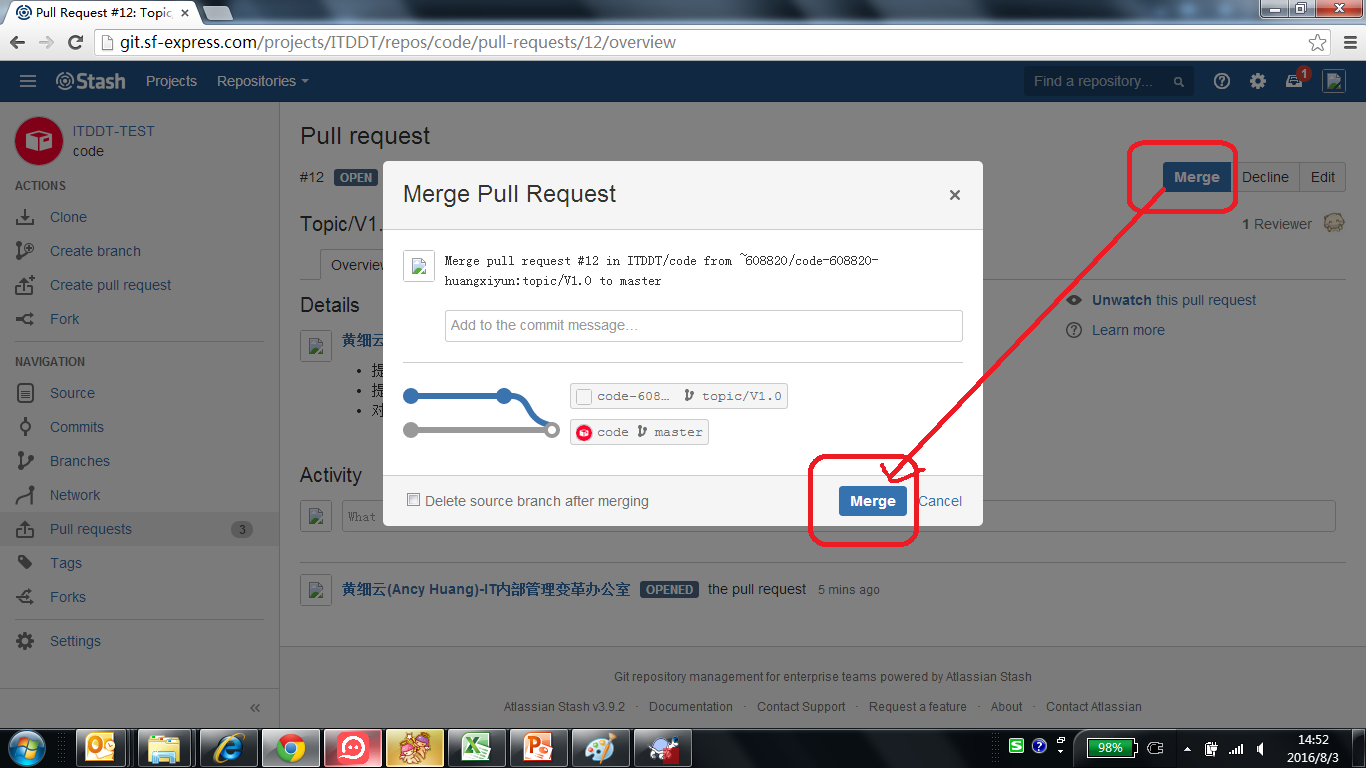 Pull Request #12: Topic
git.sf-express.com/projects/ITDDT/repos/code/pull-requests/12/overview
Stash Projects Repositories Find a repository... 1
ITDDT-TEST
code
ACTIONS
Clone
Create branch
Create pull request
Fork
NAVIGATION
Source
Commits
Branches
Network
Pull requests 3
Tags
Forks
Settings
«
Pull request
#12 OPEN
Merge Decline Edit
Topic/V1.
1 Reviewer
Overview
Details
黄细云
提
提
对
Unwatch this pull request
Learn more
Merge Pull Request
Merge pull request #12 in ITDDT/code from ~608820/code-608820-
huangxiyun:topic/V1.0 to master
Add to the commit message...
code-608... topic/V1.0
code master
Delete source branch after merging
Merge Cancel
Activity
What
黄细云(Ancy Huang)-IT内部管理变革办公室 OPENED the pull request 5 mins ago
Git repository management for enterprise teams powered by Atlassian Stash
Atlassian Stash v3.9.2 · Documentation · Contact Support · Request a feature · About · Contact Atlassian
98%
14:52
2016/8/3